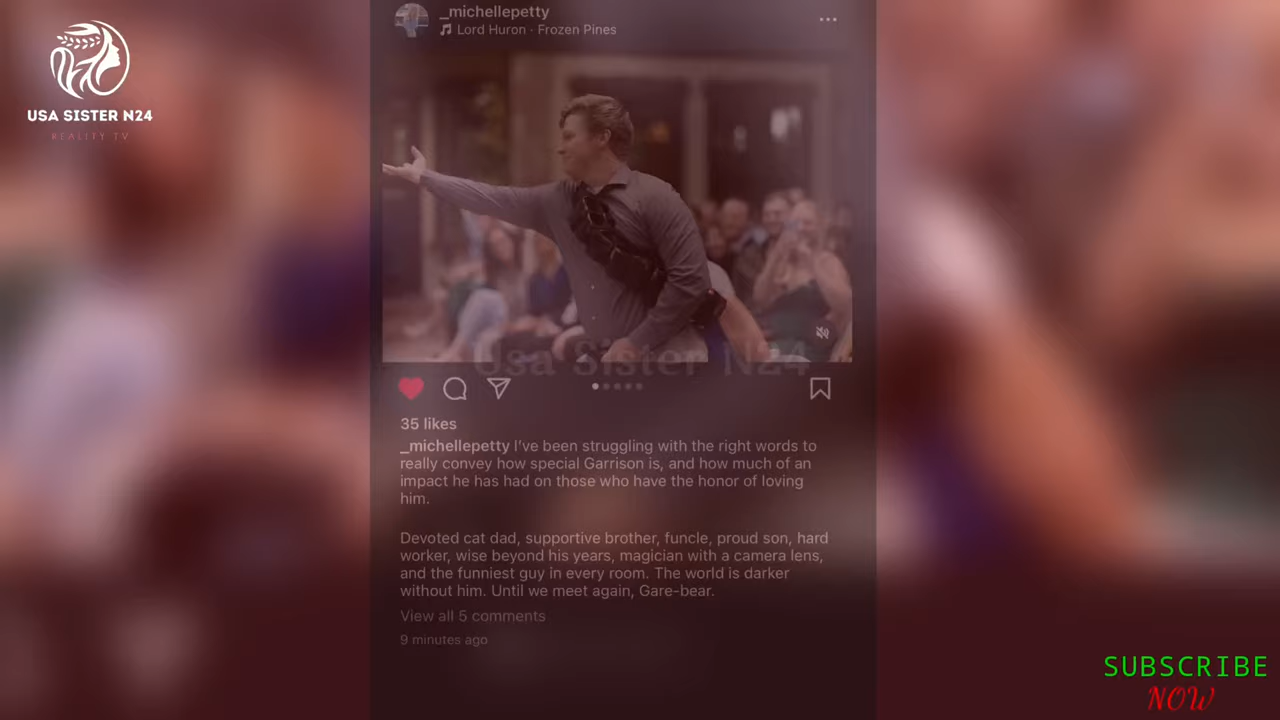 _michellepetty
Lord Huron · Frozen Pines
USA SISTER N24
REALITY TV
Usa Sister N24
35 likes
_michellepetty I've been struggling with the right words to
really convey how special Garrison is, and how much of an
impact he has had on those who have the honor of loving
him.
Devoted cat dad, supportive brother, funcle, proud son, hard
worker, wise beyond his years, magician with a camera lens,
and the funniest guy in every room. The world is darker
without him. Until we meet again, Gare-bear.
View all 5 comments
9 minutes ago
SUBSCRIBE
NOW